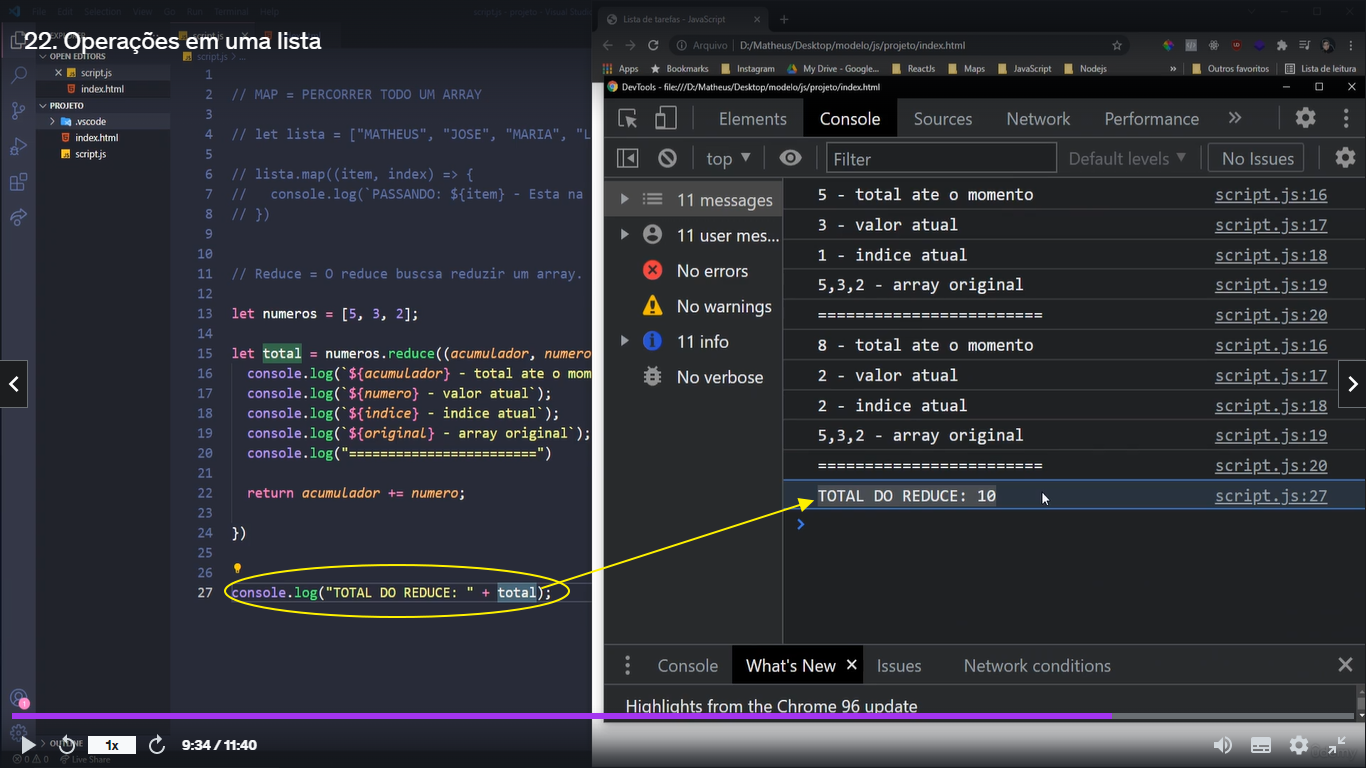 22. Operações em uma lista
OPEN EDITORS
script.js
index.html
PROJETO
.vscode
index.html
script.js
OUTLINE
Live Share
1
2 // MAP = PERCORRER TODO UM ARRAY
3
4 // let lista = ["MATHEUS", "JOSE", "MARIA", "L
5
6 // lista.map((item, index) => {
7 //   console.log(`PASSANDO: ${item} - Esta na
8 // })
9
10
11 // Reduce = O reduce buscsa reduzir um array.
12
13 let numeros = [5, 3, 2];
14
15 let total = numeros.reduce((acumulador, numero
16   console.log(`${acumulador} - total ate o mom
17   console.log(`${numero} - valor atual`);
18   console.log(`${indice} - indice atual`);
19   console.log(`${original} - array original`);
20   console.log("========================")
21
22   return acumulador += numero;
23
24 })
25
26
27 console.log("TOTAL DO REDUCE: " + total);
Lista de tarefas - JavaScript
Arquivo | D:/Matheus/Desktop/modelo/js/projeto/index.html
Apps Bookmarks Instagram My Drive - Google... ReactJs Maps JavaScript Nodejs » Outros favoritos Lista de leitura
DevTools - file:///D:/Matheus/Desktop/modelo/js/projeto/index.html
Elements Console Sources Network Performance »
top Filter Default levels No Issues
11 messages
11 user mes...
No errors
No warnings
11 info
No verbose
5 - total ate o momento script.js:16
3 - valor atual script.js:17
1 - indice atual script.js:18
5,3,2 - array original script.js:19
======================== script.js:20
8 - total ate o momento script.js:16
2 - valor atual script.js:17
2 - indice atual script.js:18
5,3,2 - array original script.js:19
======================== script.js:20
TOTAL DO REDUCE: 10 script.js:27
Console What's New Issues Network conditions
Highlights from the Chrome 96 update
1x 9:34 / 11:40